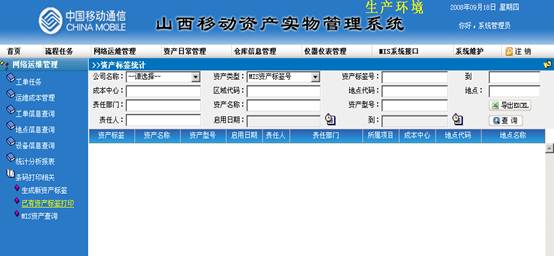 中国移动通信
CHINA MOBILE
山西移动资产实物管理系统
生产环境
2008年09月18日 星期四
你好，系统管理员
首页 流程任务 网络运维管理 资产日常管理 仓库信息管理 仪器仪表管理 MIS系统接口 系统维护 注 销
网络运维管理
工单任务
运维成本管理
工单信息查询
地点信息查询
设备信息查询
统计分析报表
条码打印相关
生成新资产标签
已有资产标签打印
MIS资产查询
>>资产标签统计
公司名称： --请选择-- 资产类型： MIS资产标签号 资产标签号： 到
成本中心： 区域代码： 地点代码： 地点：
责任部门： 资产名称： 资产型号： 导出EXCEL
责任人： 启用日期： 到： 查 询
资产标签 资产名称 资产型号 启用日期 责任人 责任部门 所属项目 成本中心 地点代码 地点名称